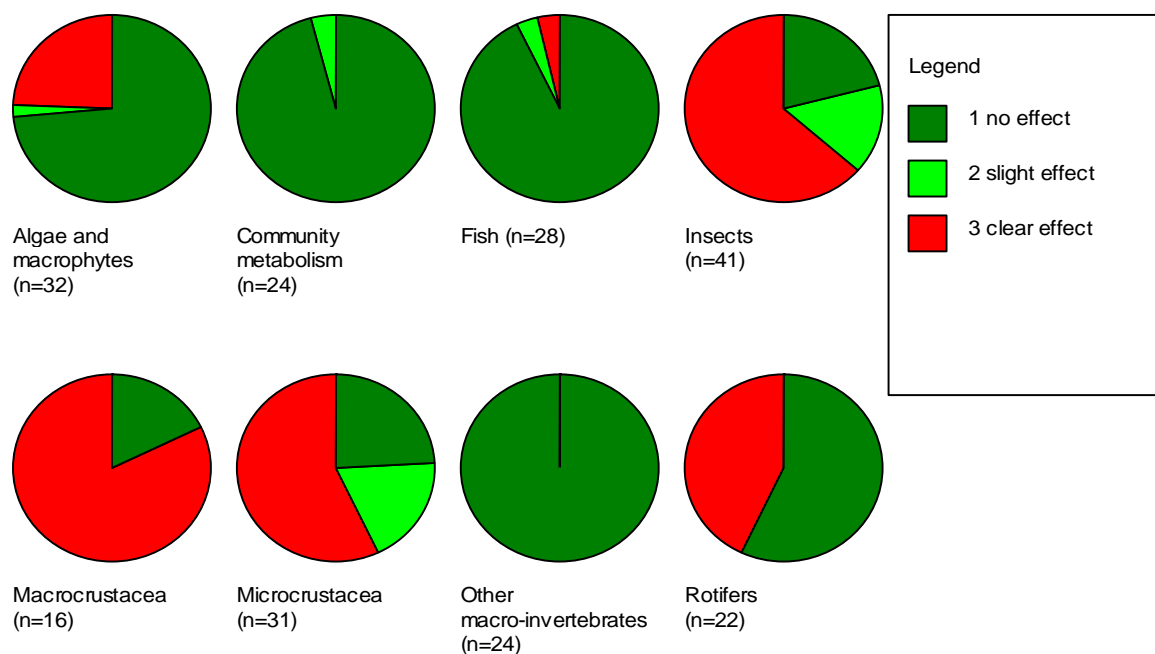 Legend
1 no effect
2 slight effect
3 clear effect
Algae and
macrophytes
(n=32)
Community
metabolism
(n=24)
Fish (n=28)
Insects
(n=41)
Macrocrustacea
(n=16)
Microcrustacea
(n=31)
Other
macro-invertebrates
(n=24)
Rotifers
(n=22)